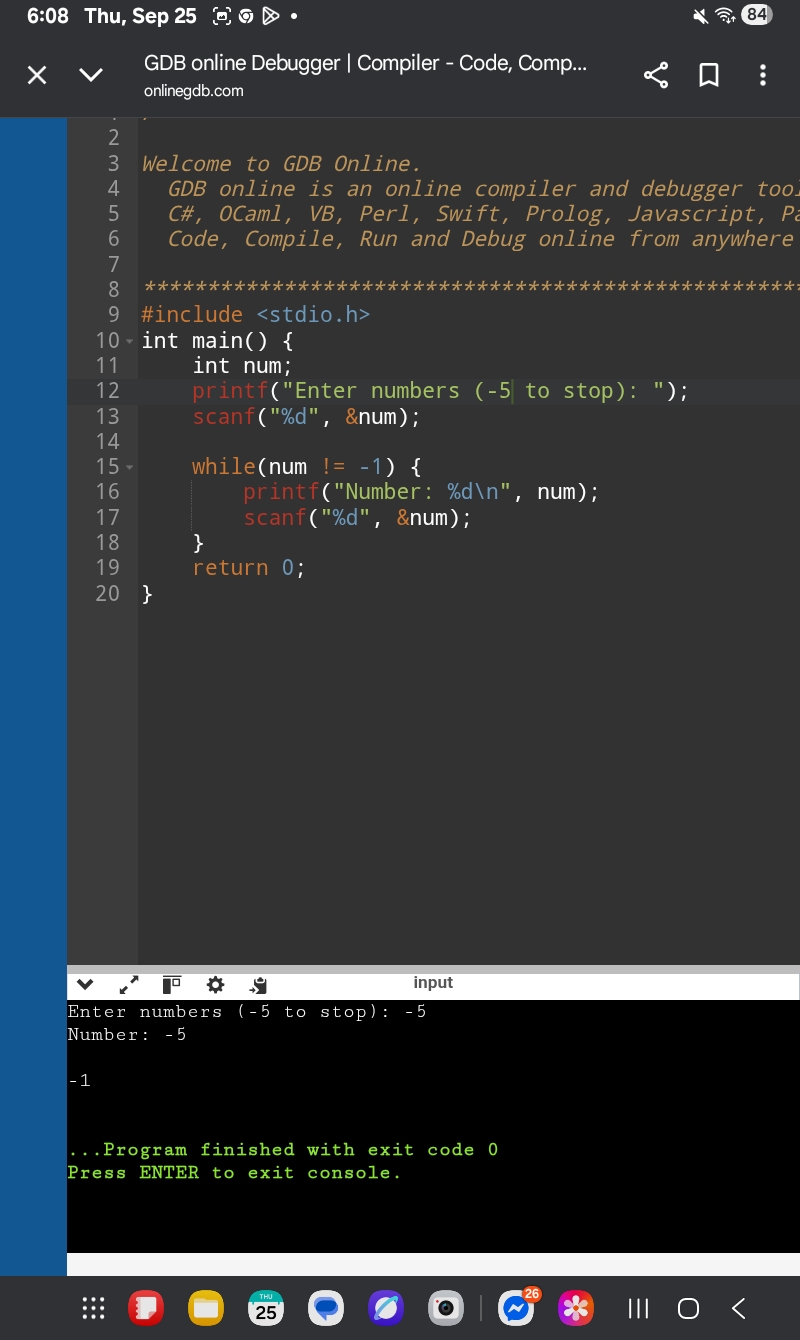 6:08 Thu, Sep 25
84
GDB online Debugger | Compiler - Code, Comp...
onlinegdb.com
2
3 Welcome to GDB Online.
4 GDB online is an online compiler and debugger tool
5 C#, OCaml, VB, Perl, Swift, Prolog, Javascript, Pa
6 Code, Compile, Run and Debug online from anywhere
7
8 ****************************************************
9 #include <stdio.h>
10 int main() {
11 int num;
12 printf("Enter numbers (-5 to stop): ");
13 scanf("%d", &num);
14
15 while(num != -1) {
16 printf("Number: %d\n", num);
17 scanf("%d", &num);
18 }
19 return 0;
20 }
input
Enter numbers (-5 to stop): -5
Number: -5
-1
...Program finished with exit code 0
Press ENTER to exit console.
THU
25
26